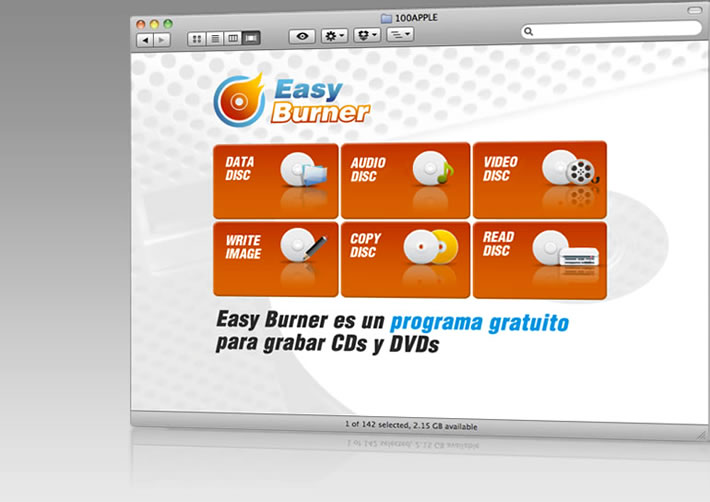 100APPLE
Easy
Burner
DATA
DISC
AUDIO
DISC
VIDEO
DISC
WRITE
IMAGE
COPY
DISC
READ
DISC
Easy Burner es un programa gratuito
para grabar CDs y DVDs
1 of 142 selected, 2.15 GB available